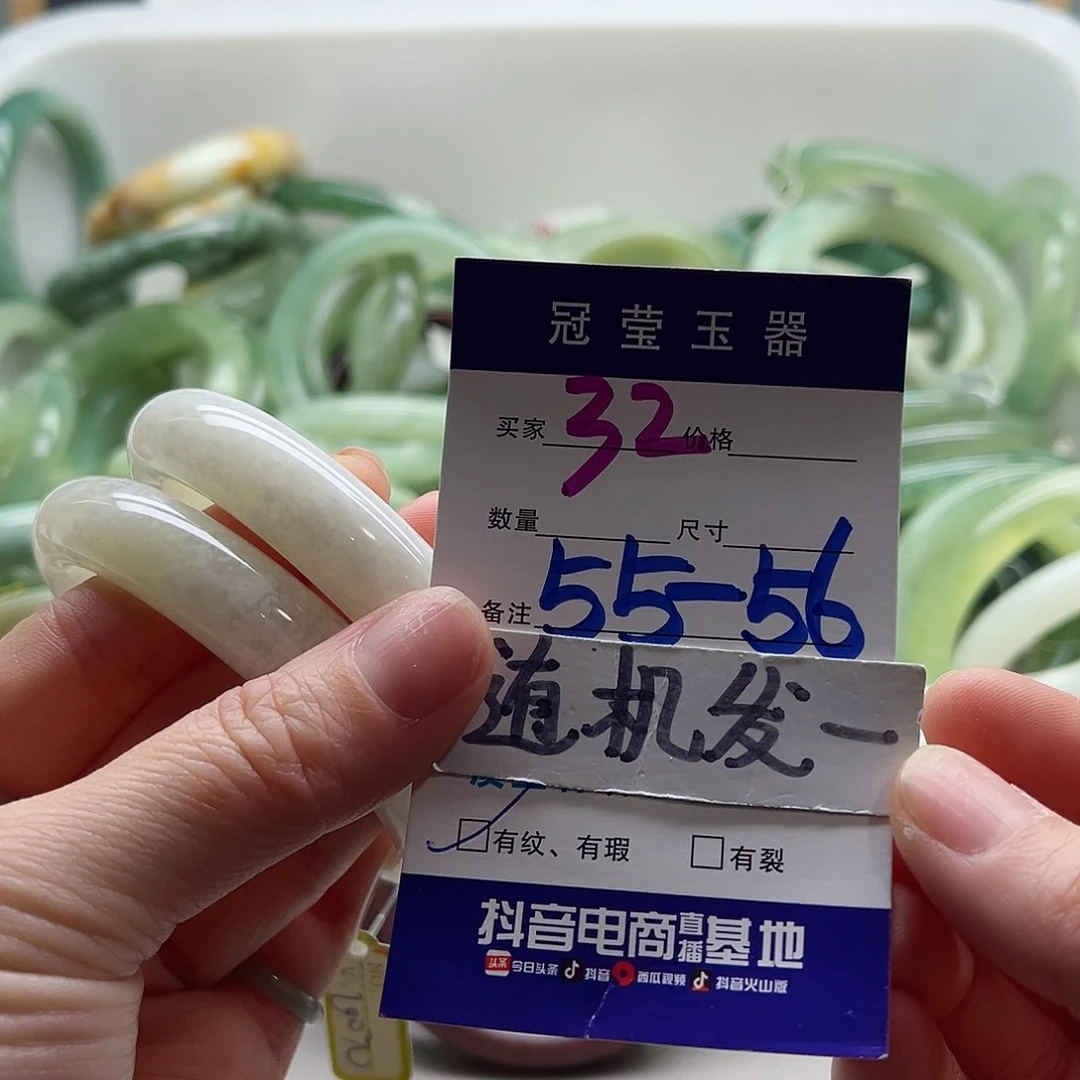 冠莹玉器
买家 32 价格
数量 尺寸
备注 55-56
随机发一
有纹、有瑕 有裂
抖音电商直播基地
头条 今日头条 抖音 西瓜视频 抖音火山版